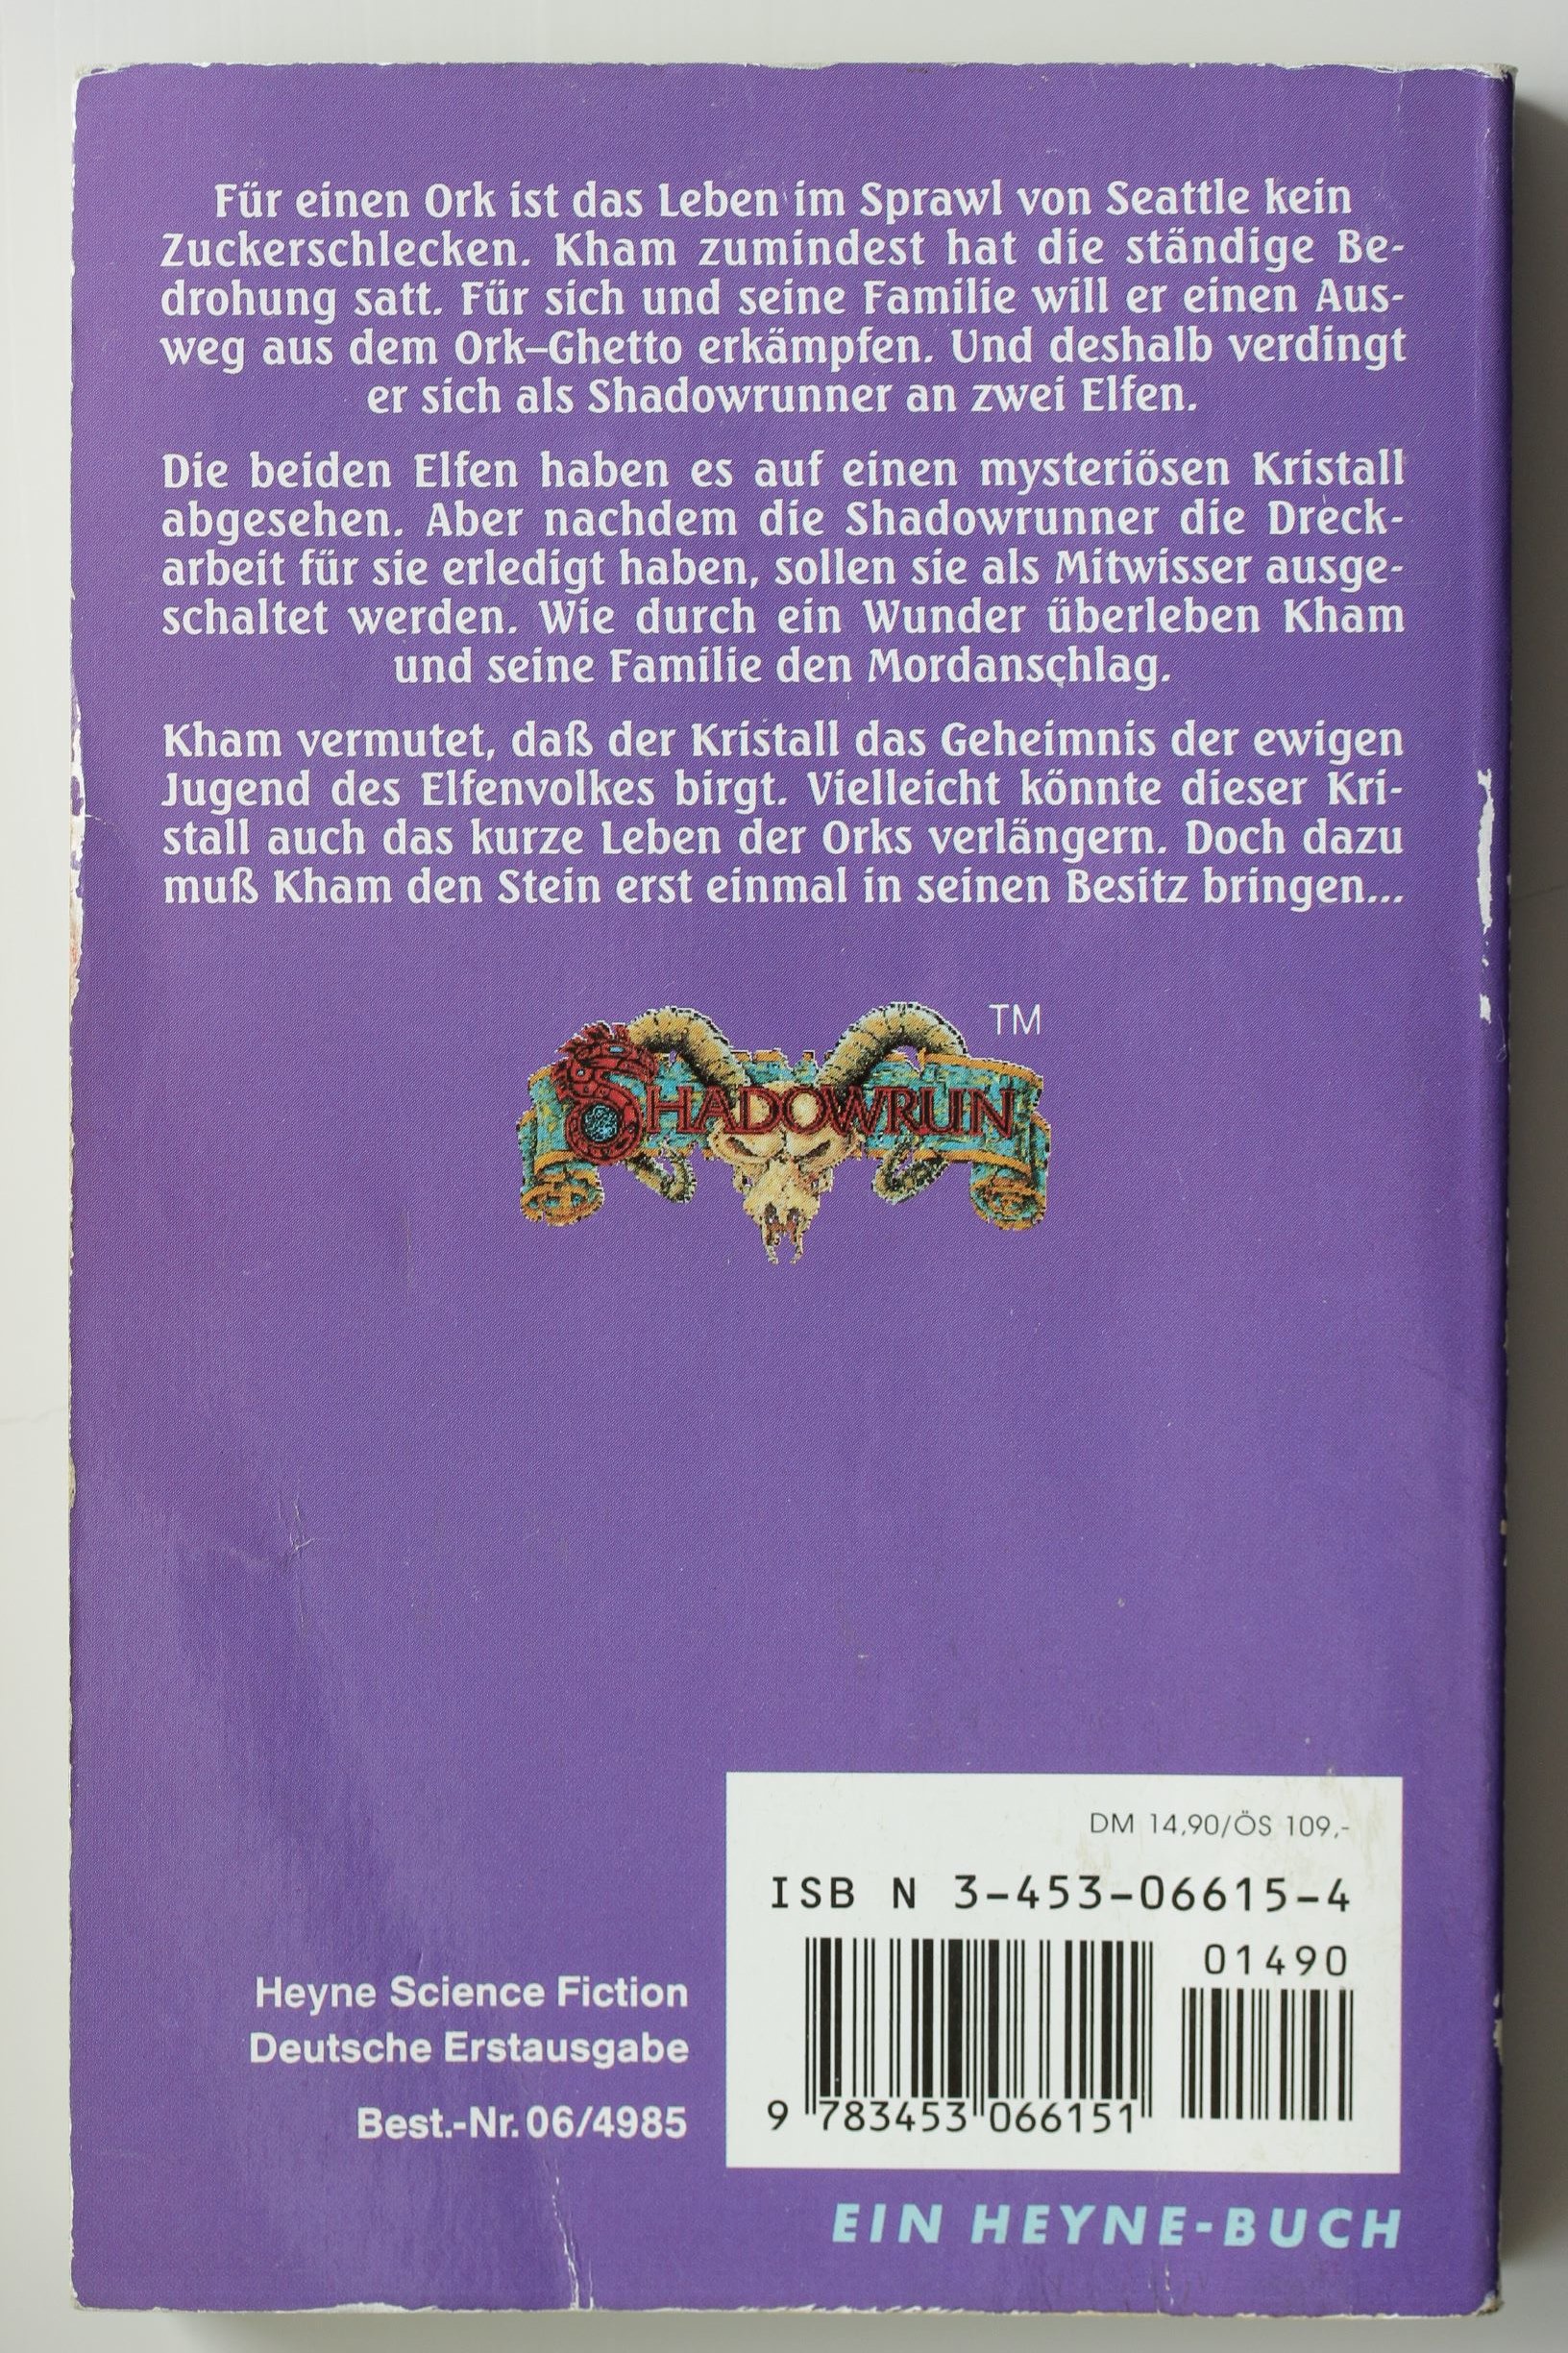 Für einen Ork ist das Leben im Sprawl von Seattle kein
Zuckerschlecken. Kham zumindest hat die ständige Be-
drohung satt. Für sich und seine Familie will er einen Aus-
weg aus dem Ork–Ghetto erkämpfen. Und deshalb verdingt
er sich als Shadowrunner an zwei Elfen.
Die beiden Elfen haben es auf einen mysteriösen Kristall
abgesehen. Aber nachdem die Shadowrunner die Dreck-
arbeit für sie erledigt haben, sollen sie als Mitwisser ausge-
schaltet werden. Wie durch ein Wunder überleben Kham
und seine Familie den Mordanschlag.
Kham vermutet, daß der Kristall das Geheimnis der ewigen
Jugend des Elfenvolkes birgt. Vielleicht könnte dieser Kri-
stall auch das kurze Leben der Orks verlängern. Doch dazu
muß Kham den Stein erst einmal in seinen Besitz bringen...
TM
SHADOWRUN
DM 14,90/ÖS 109,-
ISB N 3-453-06615-4
01490
9 783453 066151
Heyne Science Fiction
Deutsche Erstausgabe
Best.-Nr. 06/4985
EIN HEYNE-BUCH